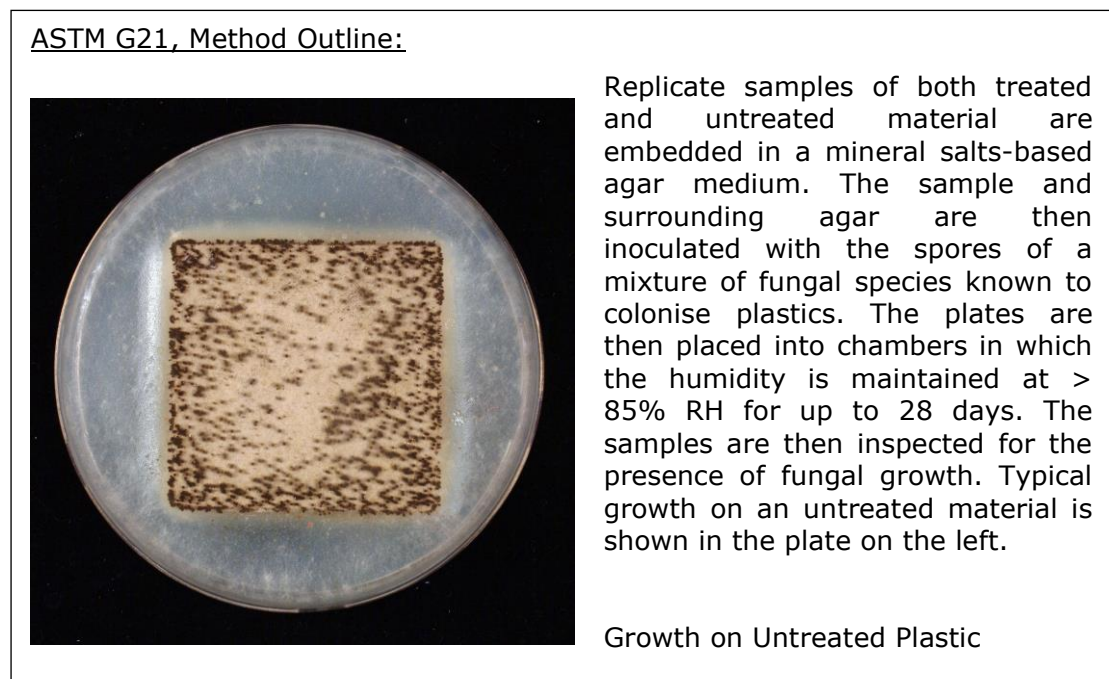 ASTM G21, Method Outline:
Replicate samples of both treated
and untreated material are
embedded in a mineral salts-based
agar medium. The sample and
surrounding agar are then
inoculated with the spores of a
mixture of fungal species known to
colonise plastics. The plates are
then placed into chambers in which
the humidity is maintained at >
85% RH for up to 28 days. The
samples are then inspected for the
presence of fungal growth. Typical
growth on an untreated material is
shown in the plate on the left.
Growth on Untreated Plastic